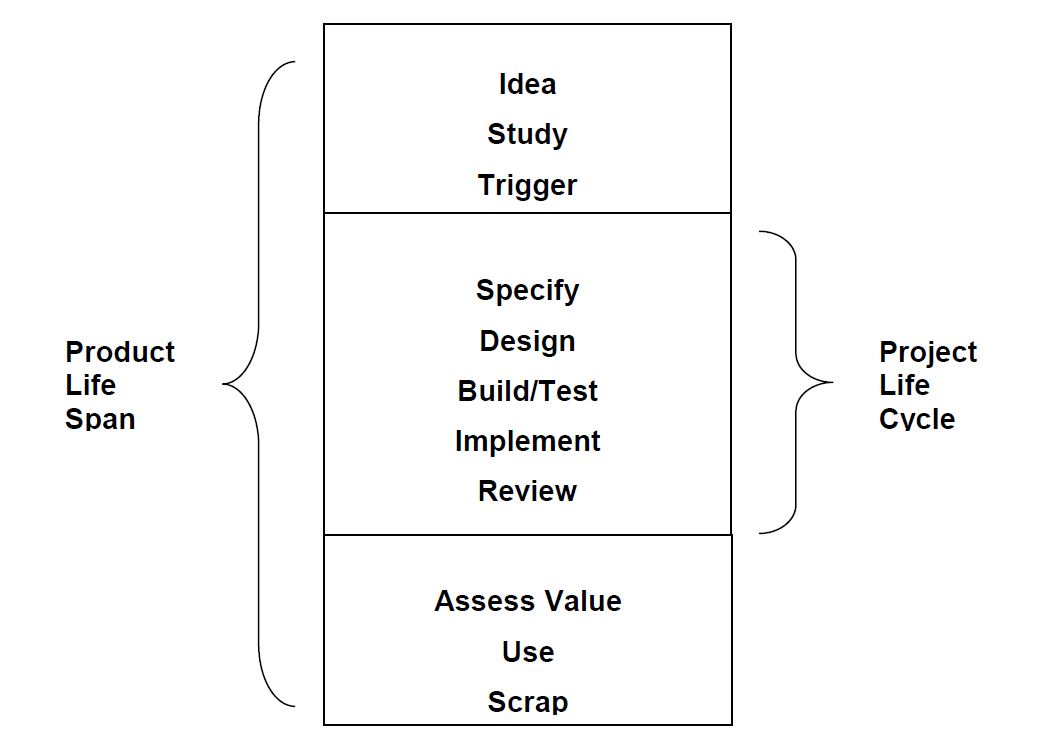 Idea
Study
Trigger
Specify
Design
Build/Test
Implement
Review
Assess Value
Use
Scrap
Product
Life
Span
Project
Life
Cycle